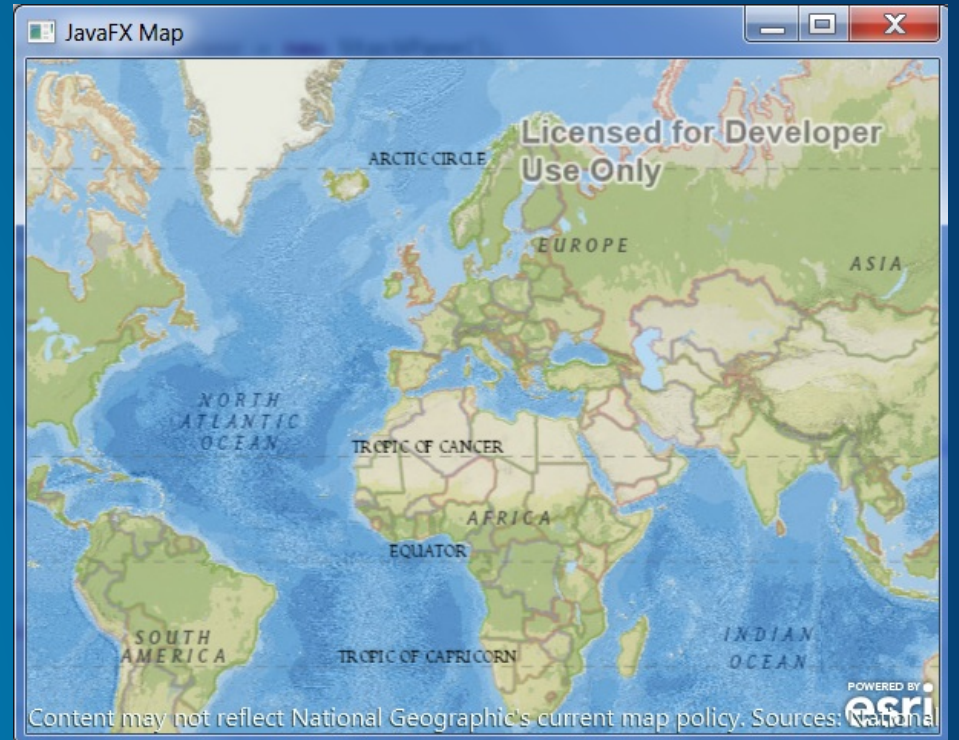 JavaFX Map
Licensed for Developer
Use Only
ARCTIC CIRCLE
EUROPE
ASIA
NORTH
ATLANTIC
OCEAN
TROPIC OF CANCER
AFRICA
EQUATOR
SOUTH
AMERICA
TROPIC OF CAPRICORN
INDIAN
OCEAN
POWERED BY
esri
Content may not reflect National Geographic's current map policy. Sources: National